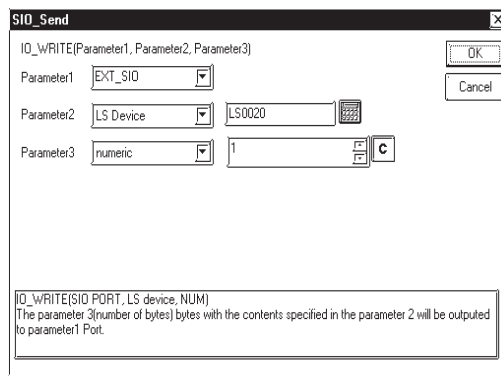 SIO_Send
IO_WRITE(Parameter1, Parameter2, Parameter3)
OK
Parameter1 EXT_SIO
Cancel
Parameter2 LS Device LS0020
Parameter3 numeric 1 C
IO_WRITE(SIO PORT, LS device, NUM)
The parameter 3(number of bytes) bytes with the contents specified in the parameter 2 will be outputed
to parameter1 Port.